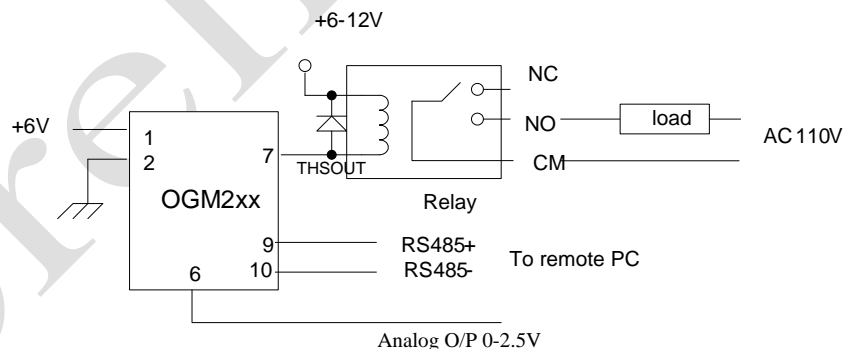 +6-12V
NC
+6V
1
7
NO
load
AC 110V
2
THSOUT
CM
OGM2xx
Relay
9
RS485+
To remote PC
10
RS485-
6
Analog O/P 0-2.5V